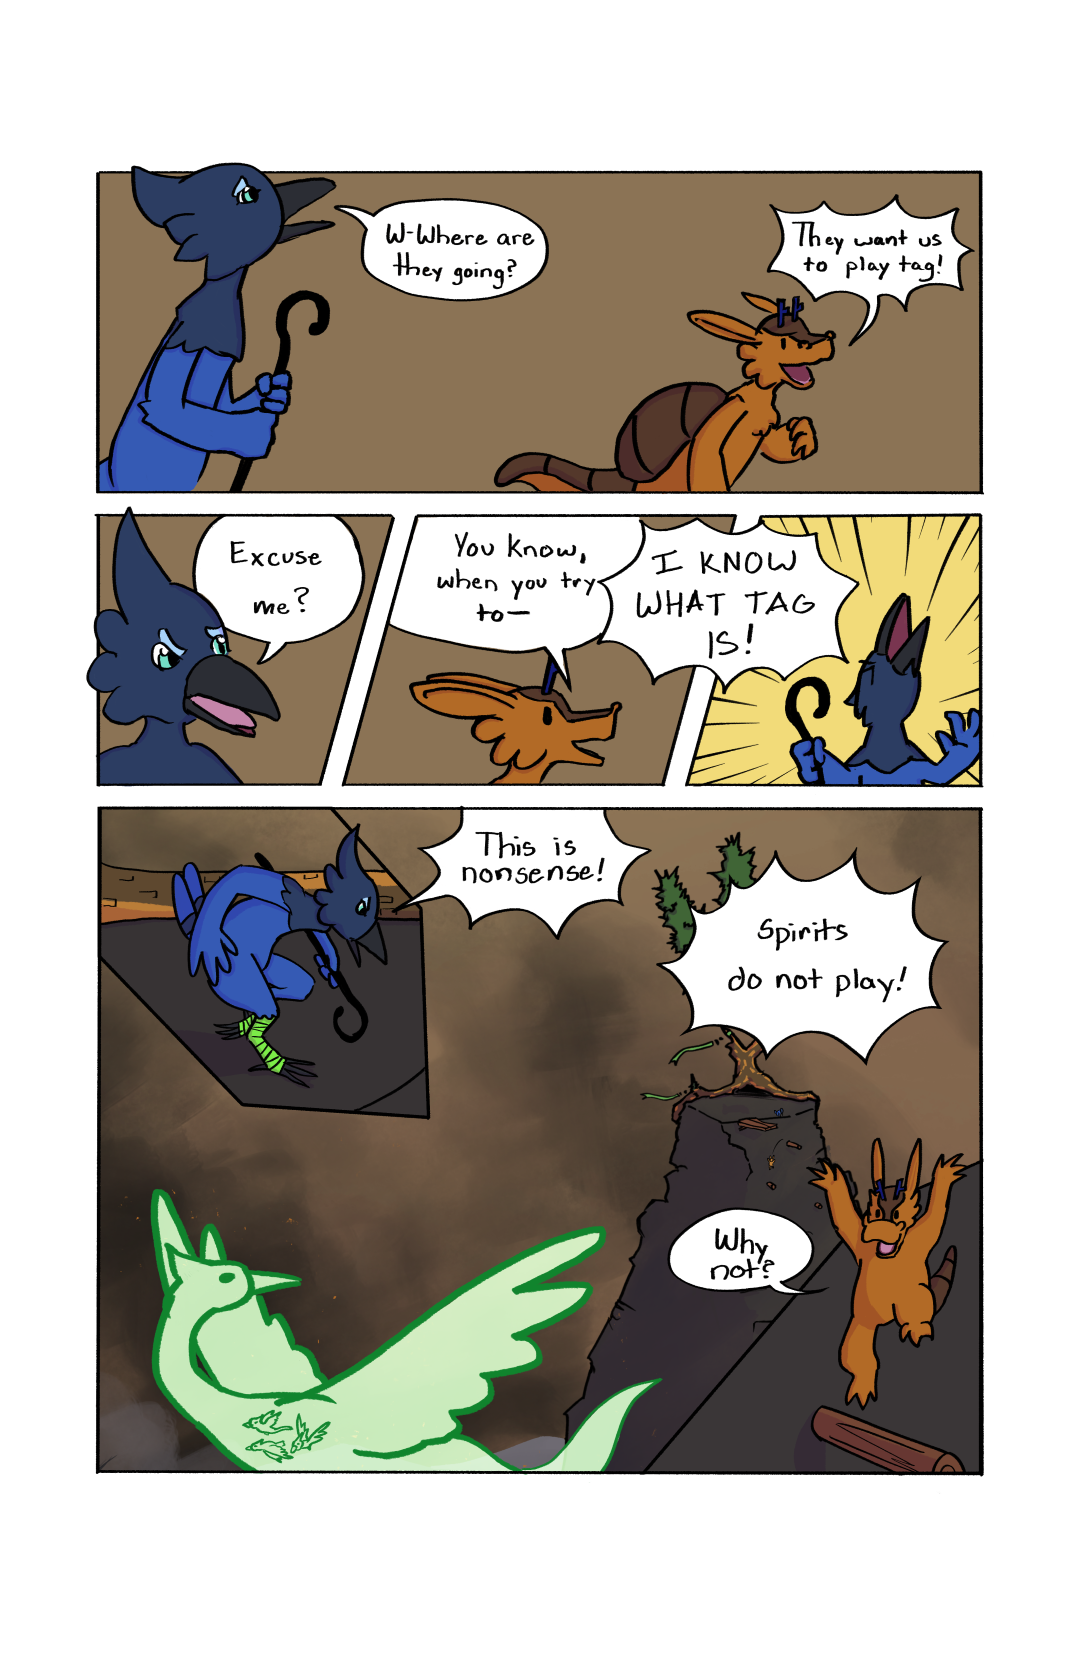 W-Where are
they going?
They want us
to play tag!
Excuse
me?
You know,
when you try
to—
I KNOW
WHAT TAG
IS!
This is
nonsense!
Spirits
do not play!
Why
not?